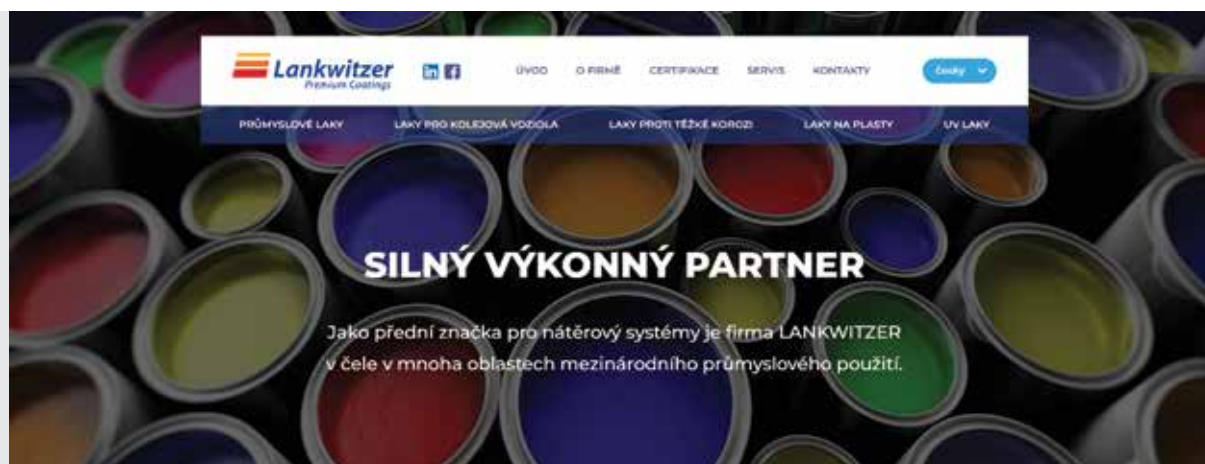 Lankwitzer
Premium Coatings
ÚVOD O FIRMĚ CERTIFIKACE SERVIS KONTAKTY česky
PRŮMYSLOVÉ LAKY LAKY PRO KOLEJOVÁ VOZIDLA LAKY PROTI TĚŽKÉ KOROZI LAKY NA PLASTY UV LAKY
SILNÝ VÝKONNÝ PARTNER
Jako přední značka pro nátěrový systémy je firma LANKWITZER
v čele v mnoha oblastech mezinárodního průmyslového použití.